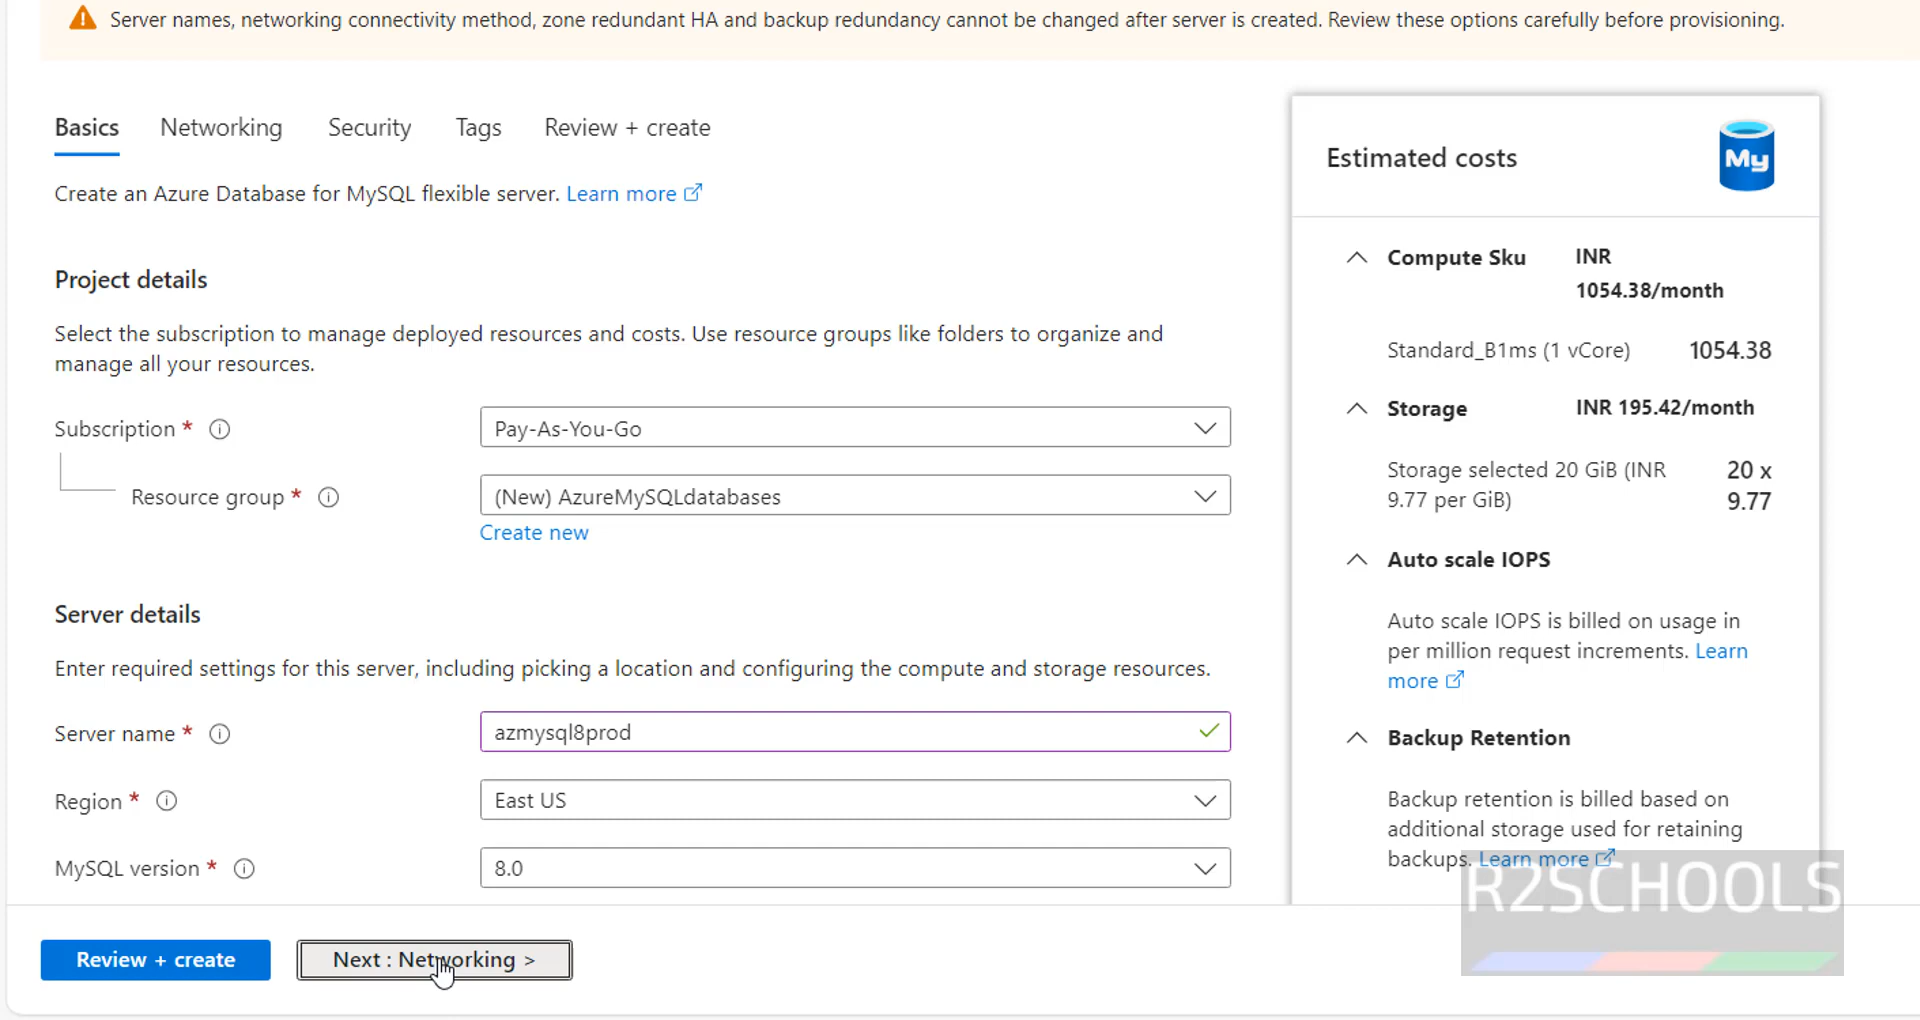 Server names, networking connectivity method, zone redundant HA and backup redundancy cannot be changed after server is created. Review these options carefully before provisioning.
Basics Networking Security Tags Review + create
Create an Azure Database for MySQL flexible server. Learn more
Project details
Select the subscription to manage deployed resources and costs. Use resource groups like folders to organize and
manage all your resources.
Subscription *
Pay-As-You-Go
Resource group *
(New) AzureMySQLdatabases
Create new
Server details
Enter required settings for this server, including picking a location and configuring the compute and storage resources.
Server name *
azmysql8prod
Region *
East US
MySQL version *
8.0
Review + create
Next : Networking >
Estimated costs
My
Compute Sku
INR
1054.38/month
Standard_B1ms (1 vCore)
1054.38
Storage
INR 195.42/month
Storage selected 20 GiB (INR
9.77 per GiB)
20 x
9.77
Auto scale IOPS
Auto scale IOPS is billed on usage in
per million request increments. Learn
more
Backup Retention
Backup retention is billed based on
additional storage used for retaining
backups. Learn more
R2SCHOOLS